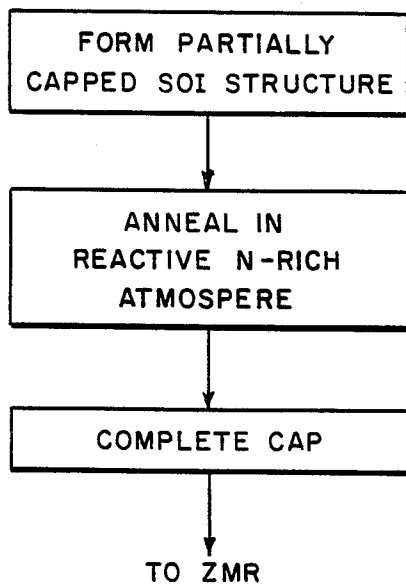 FORM PARTIALLY
CAPPED SOI STRUCTURE
ANNEAL IN
REACTIVE N-RICH
ATMOSPERE
COMPLETE CAP
TO ZMR